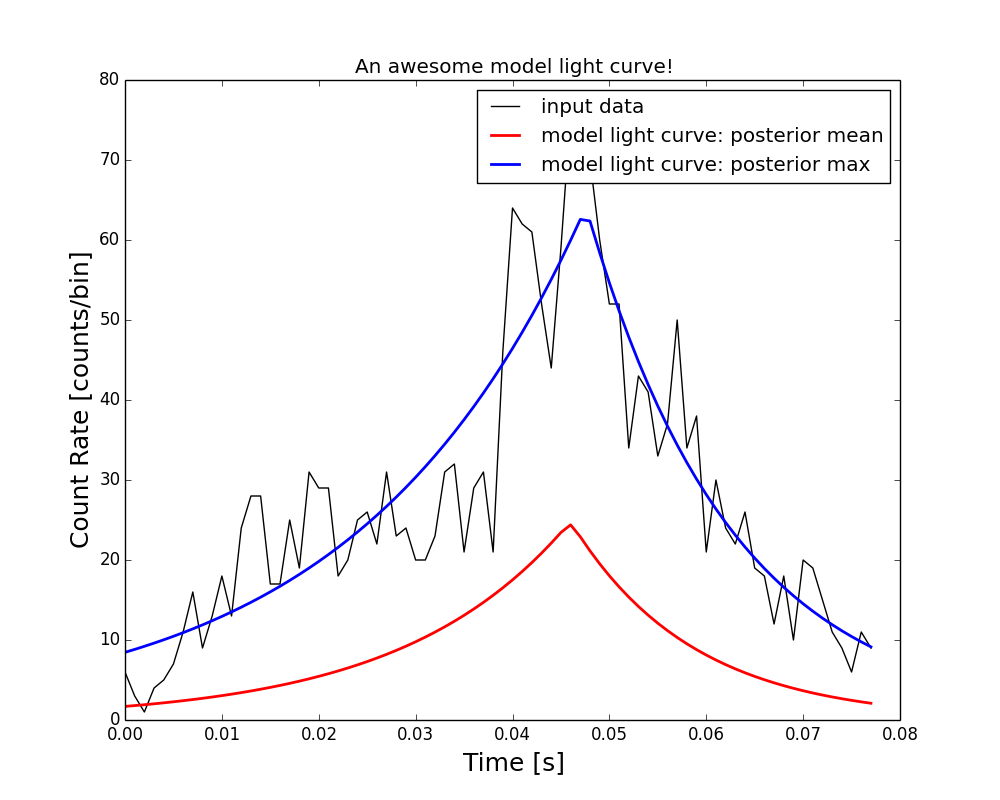 An awesome model light curve!
80
input data
model light curve: posterior mean
model light curve: posterior max
70
60
50
40
30
20
10
0
Count Rate [counts/bin]
0.00 0.01 0.02 0.03 0.04 0.05 0.06 0.07 0.08
Time [s]